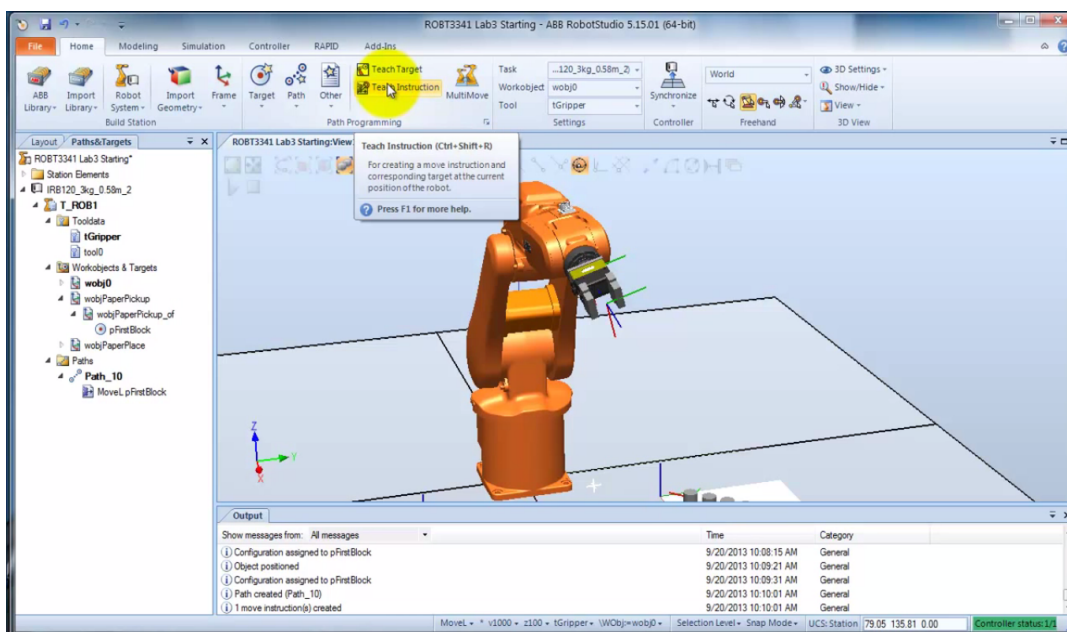 ROBT3341 Lab3 Starting - ABB RobotStudio 5.15.01 (64-bit)
File Home Modeling Simulation Controller RAPID Add-Ins
ABB Library
Import Library
Robot System
Import Geometry
Frame
Build Station
Target
Path
Other
Teach Target
Teach Instruction
MultiMove
Path Programming
Task ...120_3kg_0.58m_2)
Workobject wobj0
Tool tGripper
Settings
Synchronize
Controller
World
Freehand
3D Settings
Show/Hide
View
3D View
Layout Paths&Targets
ROBT3341 Lab3 Starting*
Station Elements
IRB120_3kg_0.58m_2
T_ROB1
Tooldata
tGripper
tool0
Workobjects & Targets
wobj0
wobjPaperPickup
wobjPaperPickup_of
pFirstBlock
wobjPaperPlace
Paths
Path_10
MoveL pFirstBlock
ROBT3341 Lab3 Starting:View
Teach Instruction (Ctrl+Shift+R)
For creating a move instruction and
corresponding target at the current
position of the robot.
Press F1 for more help.
Z
Y
X
Output
Show messages from: All messages Time Category
Configuration assigned to pFirstBlock 9/20/2013 10:08:15 AM General
Object positioned 9/20/2013 10:09:21 AM General
Configuration assigned to pFirstBlock 9/20/2013 10:09:31 AM General
Path created (Path_10) 9/20/2013 10:10:01 AM General
1 move instruction(s) created 9/20/2013 10:10:01 AM General
MoveL * v1000 z100 tGripper \WObj:=wobj0 Selection Level Snap Mode UCS: Station 79.05 135.81 0.00 Controller status: 1/1